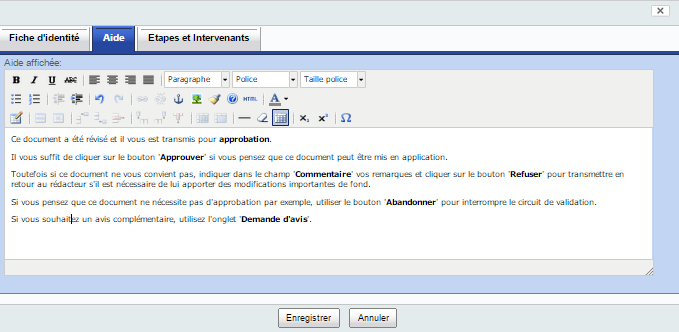 Fiche d'identité Aide Etapes et Intervenants
Aide affichée:
B I U ABC Paragraphe Police Taille police
HTML A
x₂ x² Ω
Ce document a été révisé et il vous est transmis pour approbation.
Il vous suffit de cliquer sur le bouton 'Approuver' si vous pensez que ce document peut être mis en application.
Toutefois si ce document ne vous convient pas, indiquer dans le champ 'Commentaire' vos remarques et cliquer sur le bouton 'Refuser' pour transmettre en
retour au rédacteur s'il est nécessaire de lui apporter des modifications importantes de fond.
Si vous pensez que ce document ne nécessite pas d'approbation par exemple, utiliser le bouton 'Abandonner' pour interrompre le circuit de validation.
Si vous souhaitez un avis complémentaire, utilisez l'onglet 'Demande d'avis'.
Enregistrer Annuler